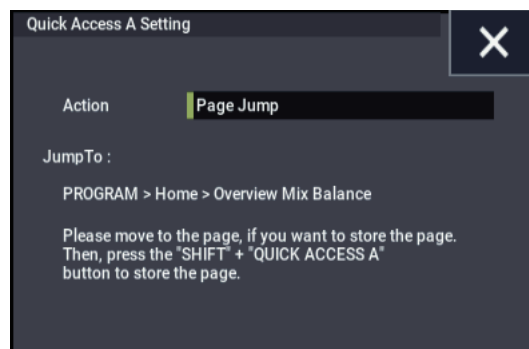 Quick Access A Setting
Action
Page Jump
JumpTo :
PROGRAM > Home > Overview Mix Balance
Please move to the page, if you want to store the page.
Then, press the "SHIFT" + "QUICK ACCESS A"
button to store the page.